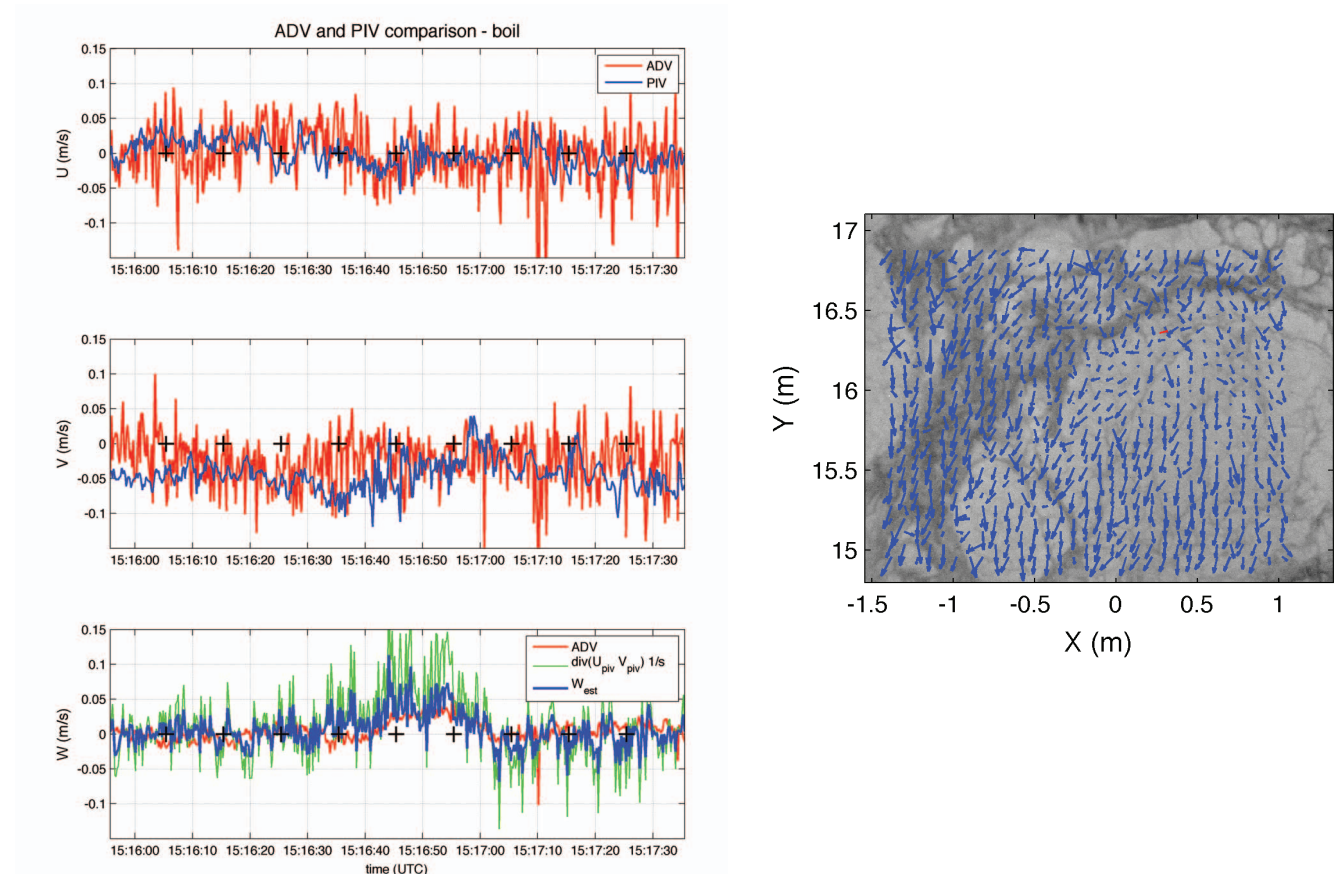 ADV and PIV comparison - boil
0.15
0.1
0.05
0
-0.05
-0.1
U (m/s)
ADV
PIV
15:16:00 15:16:10 15:16:20 15:16:30 15:16:40 15:16:50 15:17:00 15:17:10 15:17:20 15:17:30
0.15
0.1
0.05
0
-0.05
-0.1
V (m/s)
15:16:00 15:16:10 15:16:20 15:16:30 15:16:40 15:16:50 15:17:00 15:17:10 15:17:20 15:17:30
0.15
0.1
0.05
0
-0.05
-0.1
W (m/s)
ADV
div(U_piv V_piv) 1/s
W_est
15:16:00 15:16:10 15:16:20 15:16:30 15:16:40 15:16:50 15:17:00 15:17:10 15:17:20 15:17:30
time (UTC)
17
16.5
16
15.5
15
Y (m)
-1.5 -1 -0.5 0 0.5 1
X (m)